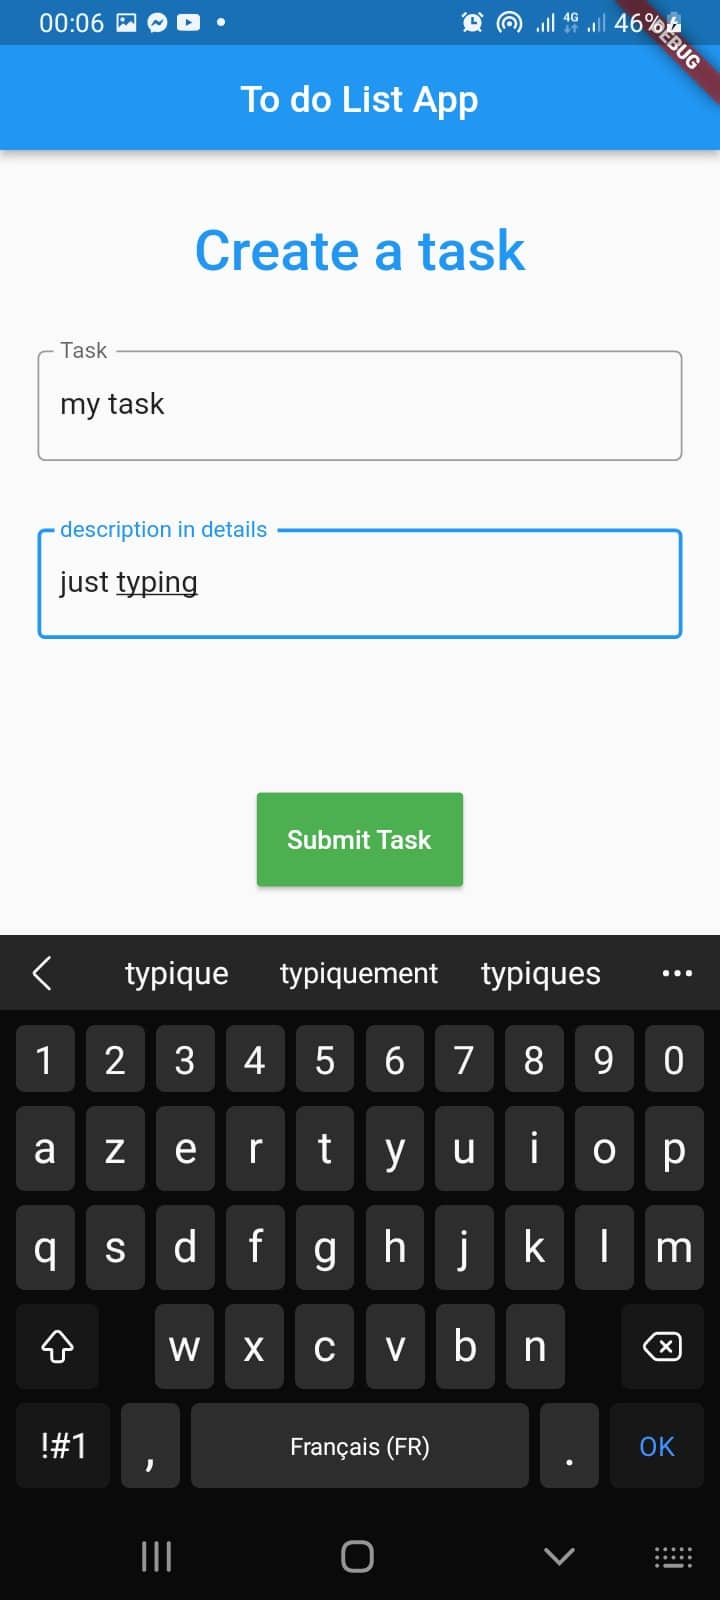 00:06 4G 46%
DEBUG
To do List App
Create a task
Task
my task
description in details
just typing
Submit Task
typique typiquement typiques
1 2 3 4 5 6 7 8 9 0
a z e r t y u i o p
q s d f g h j k l m
w x c v b n
!#1 , Français (FR) . OK